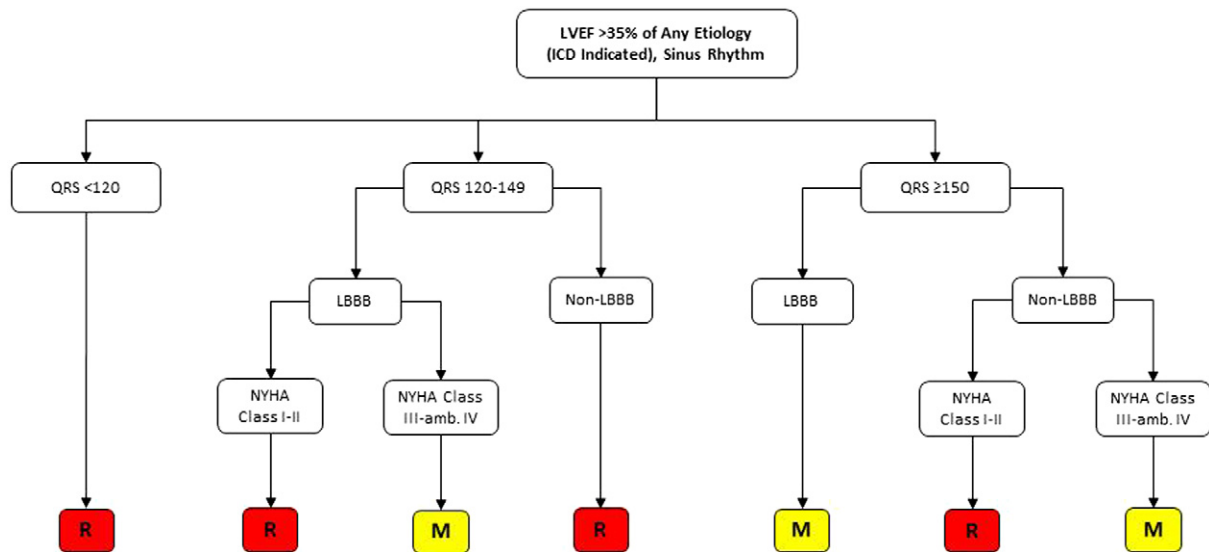 LVEF >35% of Any Etiology
(ICD Indicated), Sinus Rhythm
QRS <120
QRS 120-149
QRS ≥150
LBBB
Non-LBBB
LBBB
Non-LBBB
NYHA
Class I-II
NYHA Class
III-amb. IV
NYHA
Class I-II
NYHA Class
III-amb. IV
R
R
M
R
M
R
M